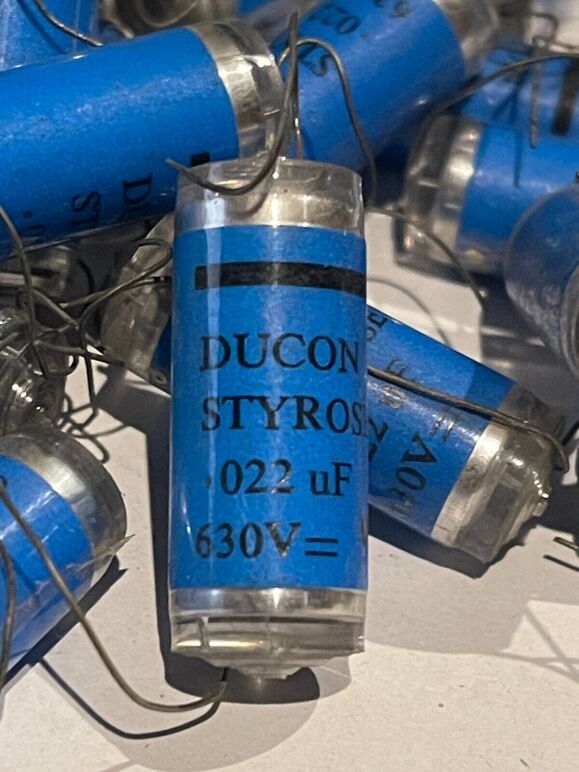 DUCON
STYROS
.022 uF
630V=